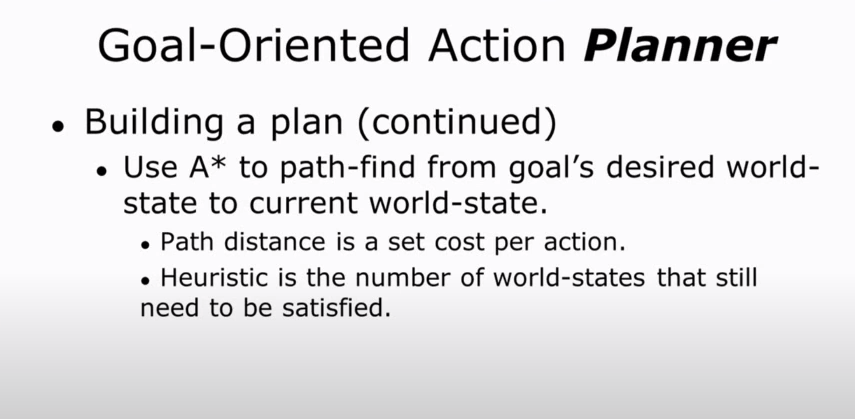 Goal-Oriented Action Planner
• Building a plan (continued)
• Use A* to path-find from goal's desired world-
state to current world-state.
• Path distance is a set cost per action.
• Heuristic is the number of world-states that still
need to be satisfied.